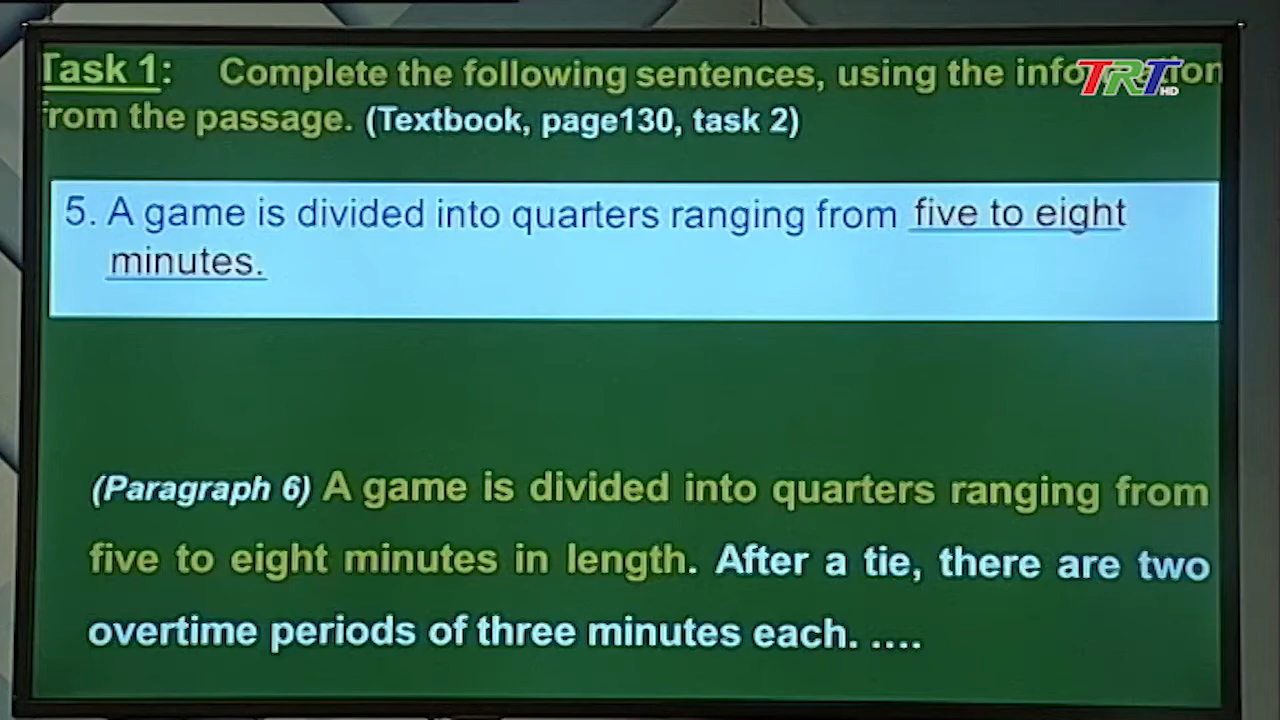 Task 1: Complete the following sentences, using the information
from the passage. (Textbook, page130, task 2)
TRT HD
5. A game is divided into quarters ranging from five to eight
minutes.
(Paragraph 6) A game is divided into quarters ranging from
five to eight minutes in length. After a tie, there are two
overtime periods of three minutes each. ....